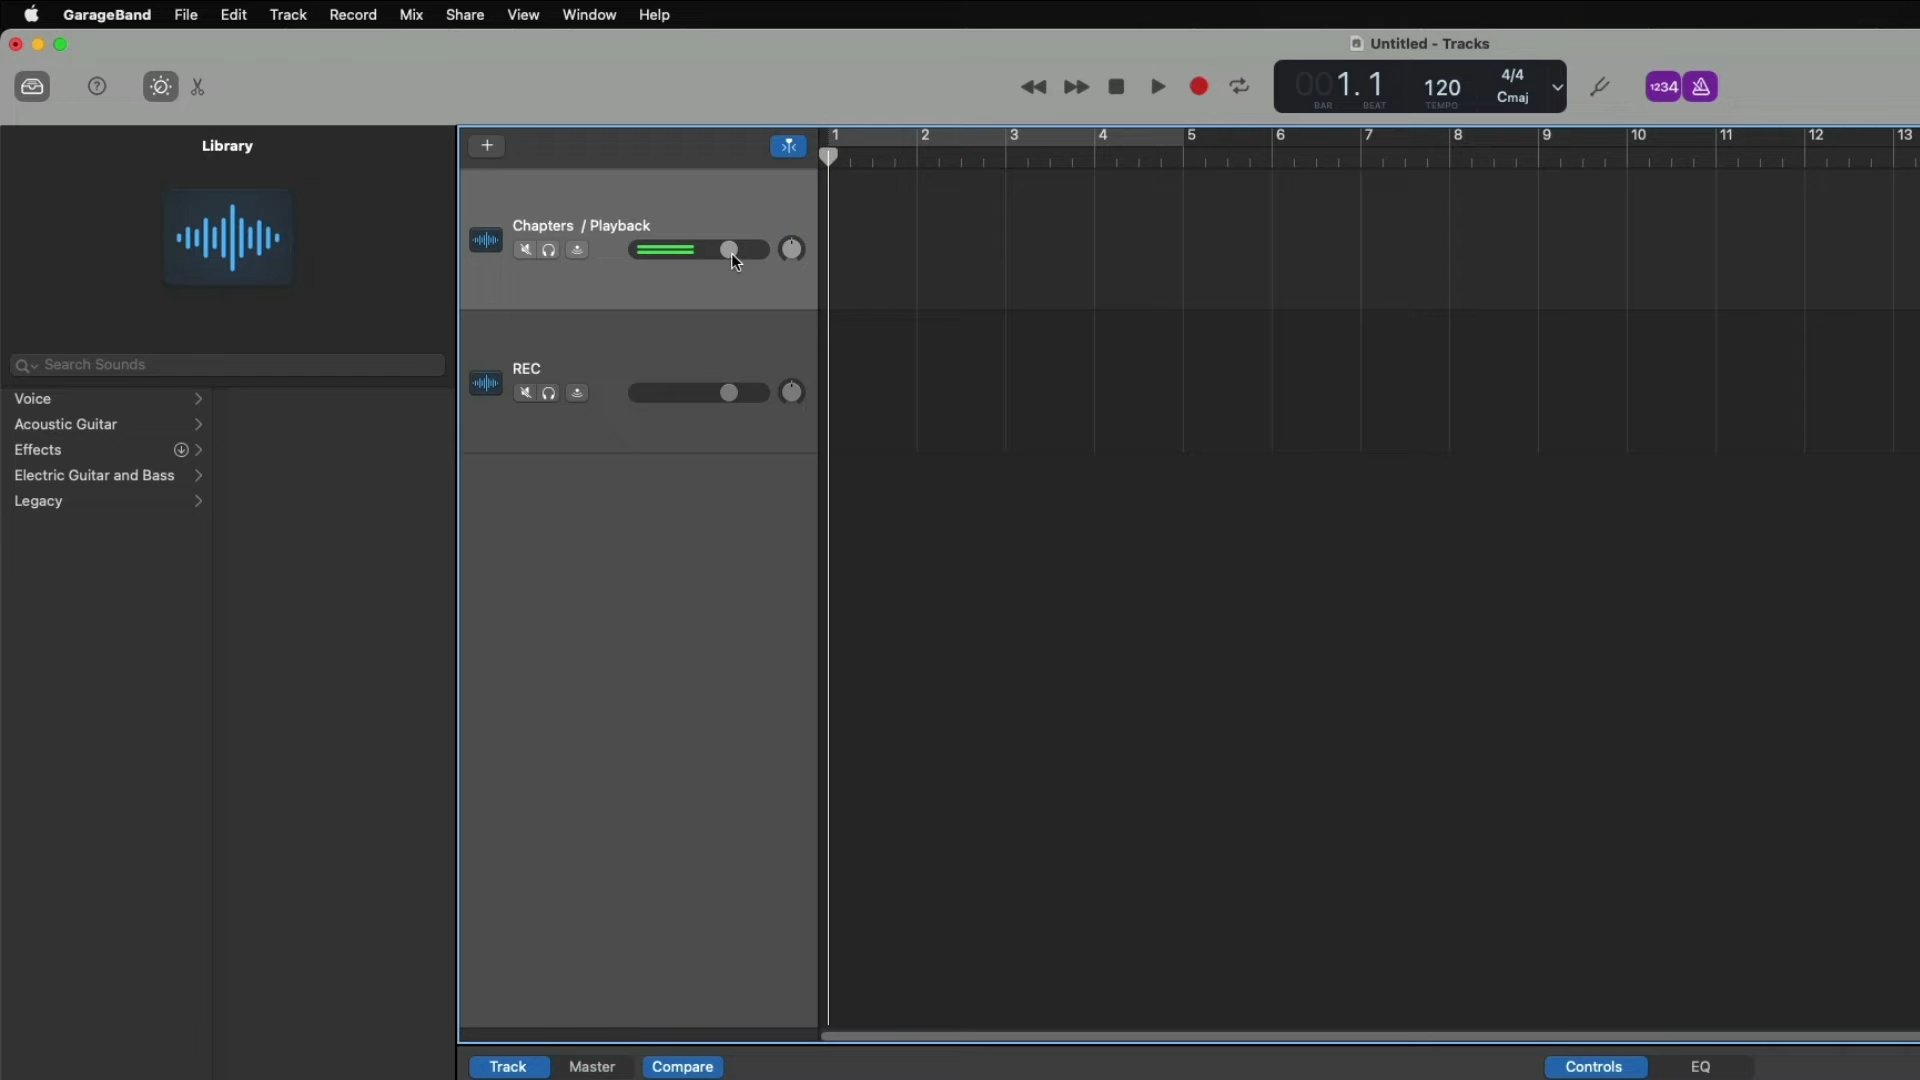 GarageBand File Edit Track Record Mix Share View Window Help
Untitled - Tracks
001.1 120 4/4
Cmaj
BAR BEAT TEMPO
1234
Library
1 2 3 4 5 6 7 8 9 10 11 12 13
+
Chapters / Playback
Search Sounds
REC
Voice
Acoustic Guitar
Effects
Electric Guitar and Bass
Legacy
Track Master Compare Controls EQ